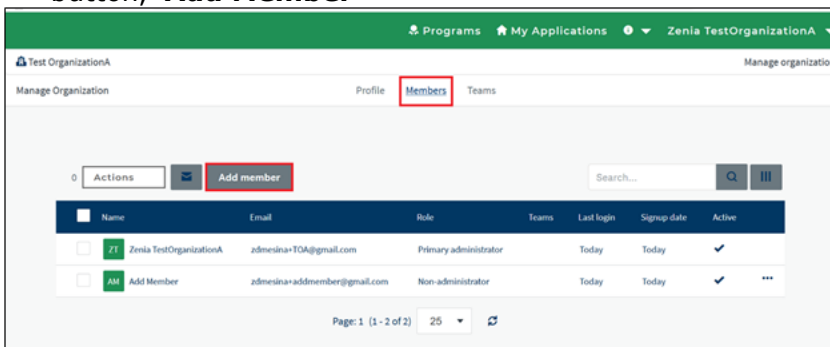 button, Add Member
Programs My Applications Zenia TestOrganizationA
Test OrganizationA Manage organizatio
Manage Organization Profile Members Teams
0 Actions Add member Search...
Name Email Role Teams Last login Signup date Active
ZT Zenia TestOrganizationA zdmesina+TOA@gmail.com Primary administrator Today Today
AM Add Member zdmesina+addmember@gmail.com Non-administrator Today Today
Page: 1 (1 - 2 of 2) 25